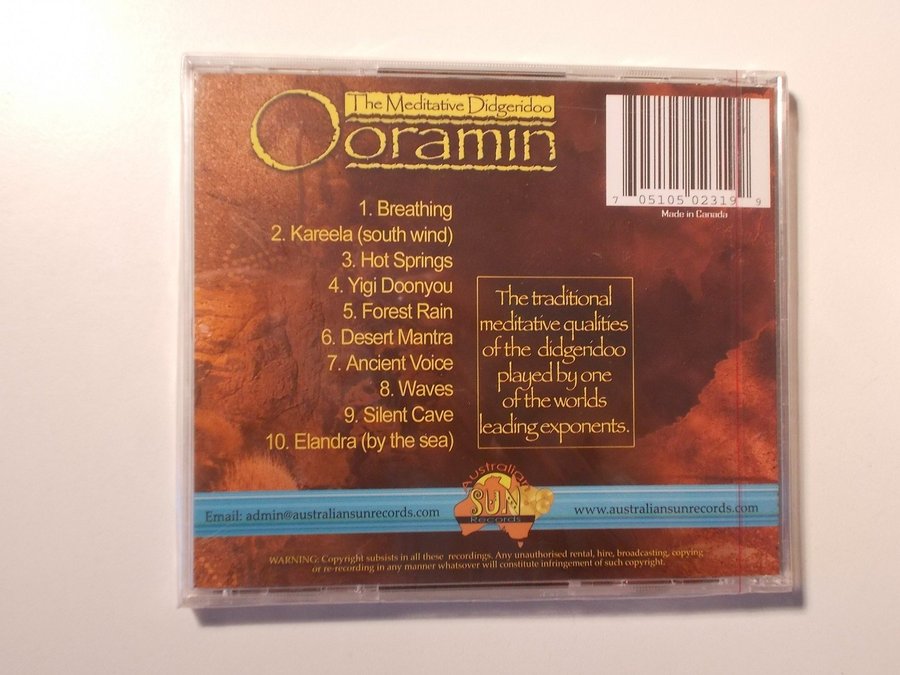 The Meditative Didgeridoo
Ooramin
1. Breathing
2. Kareela (south wind)
3. Hot Springs
4. Yigi Doonyou
5. Forest Rain
6. Desert Mantra
7. Ancient Voice
8. Waves
9. Silent Cave
10. Elandra (by the sea)
7 05105 02319 9
Made in Canada
The traditional
meditative qualities
of the didgeridoo
played by one
of the worlds
leading exponents.
Australian
SUN
Records
Email: admin@australiansunrecords.com
www.australiansunrecords.com
WARNING: Copyright subsists in all these recordings. Any unauthorised rental, hire, broadcasting, copying
or re-recording in any manner whatsover will constitute infringement of such copyright.